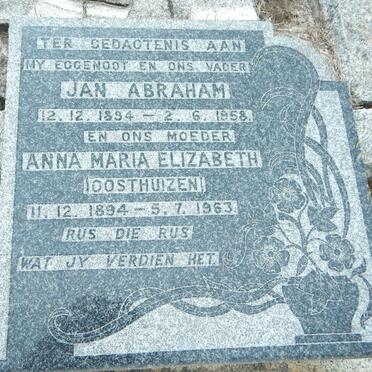 TER GEDAGTENIS AAN
MY EGGENOOT EN ONS VADER
JAN ABRAHAM
12.12.1894 – 2.6.1958.
EN ONS MOEDER
ANNA MARIA ELIZABETH
(OOSTHUIZEN)
11.12.1894 – 5.7.1963.
RUS DIE RUS
WAT JY VERDIEN HET.